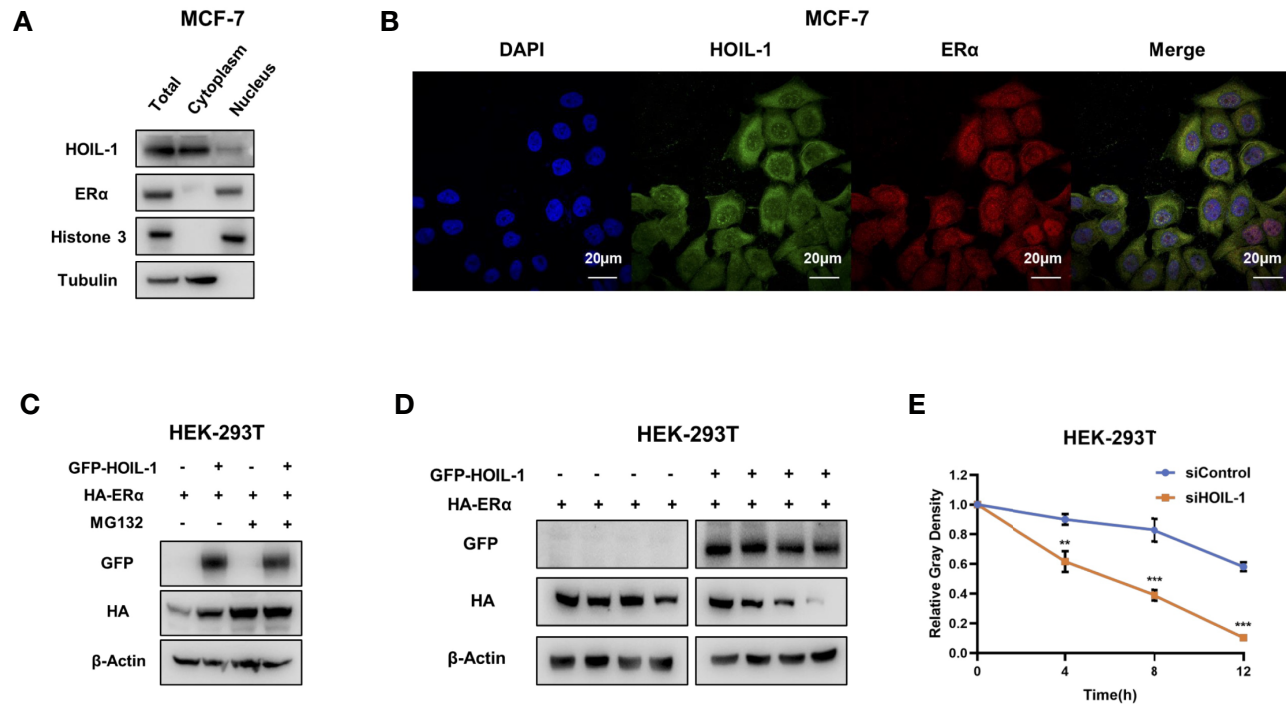 A
MCF-7
Total Cytoplasm Nucleus
HOIL-1
ERα
Histone 3
Tubulin
B
MCF-7
DAPI HOIL-1 ERα Merge
20μm 20μm 20μm 20μm
C
HEK-293T
GFP-HOIL-1 - + - +
HA-ERα + + + +
MG132 - - + +
GFP
HA
β-Actin
D
HEK-293T
GFP-HOIL-1 - - - - + + + +
HA-ERα + + + + + + + +
GFP
HA
β-Actin
E
HEK-293T
siControl
siHOIL-1
Relative Gray Density
1.2
1.0
0.8
0.6
0.4
0.2
0.0
**
***
***
0 4 8 12
Time(h)